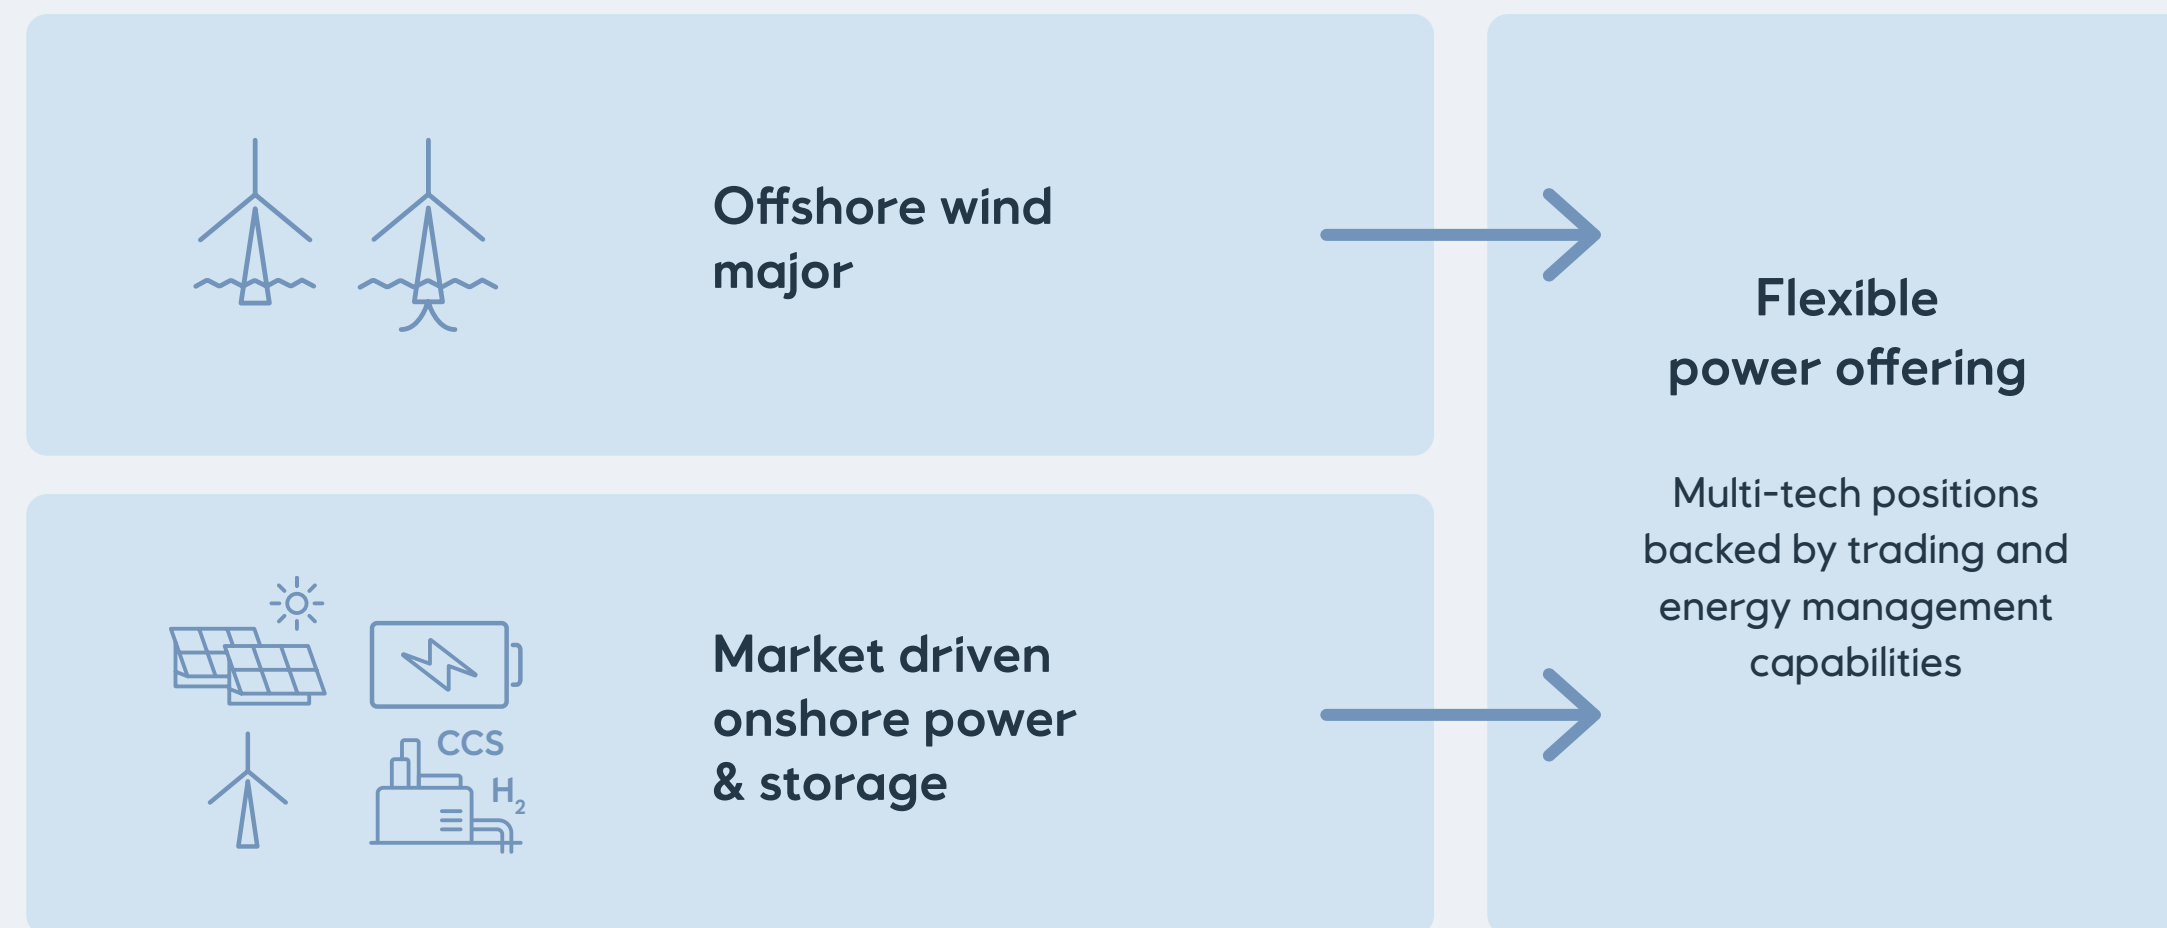 Offshore wind
major
Flexible
power offering
Multi-tech positions
backed by trading and
energy management
capabilities
Market driven
onshore power
& storage
CCS
H₂